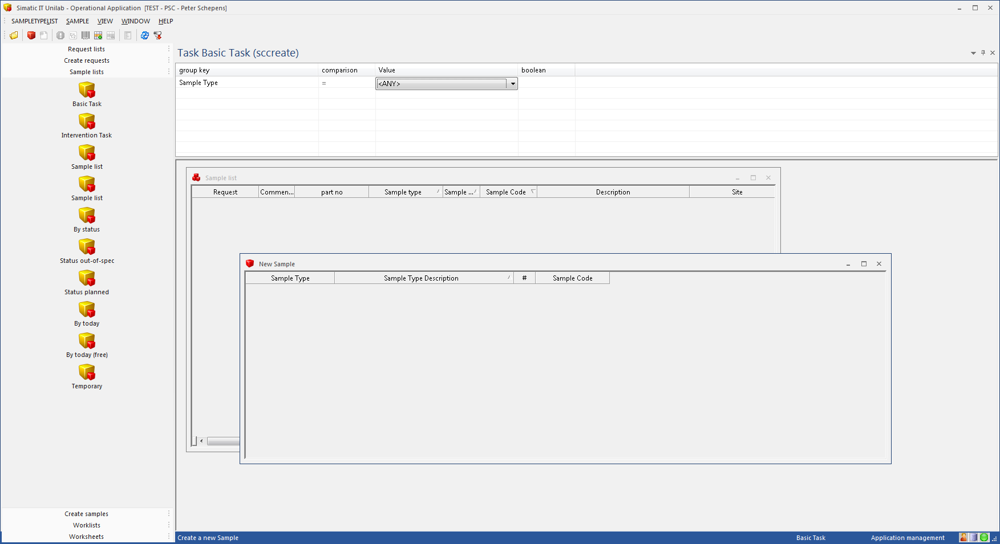 Simatic IT Unilab - Operational Application [TEST - PSC - Peter Schepens]
SAMPLETYPELIST SAMPLE VIEW WINDOW HELP
Request lists
Create requests
Sample lists
Basic Task
Intervention Task
Sample list
Sample list
By status
Status out-of-spec
Status planned
By today
By today (free)
Temporary
Create samples
Worklists
Worksheets
Task Basic Task (sccreate)
group key comparison Value boolean
Sample Type = <ANY>
Sample list
Request Commen... part no Sample type Sample ... Sample Code Description Site
New Sample
Sample Type Sample Type Description # Sample Code
Create a new Sample Basic Task Application management